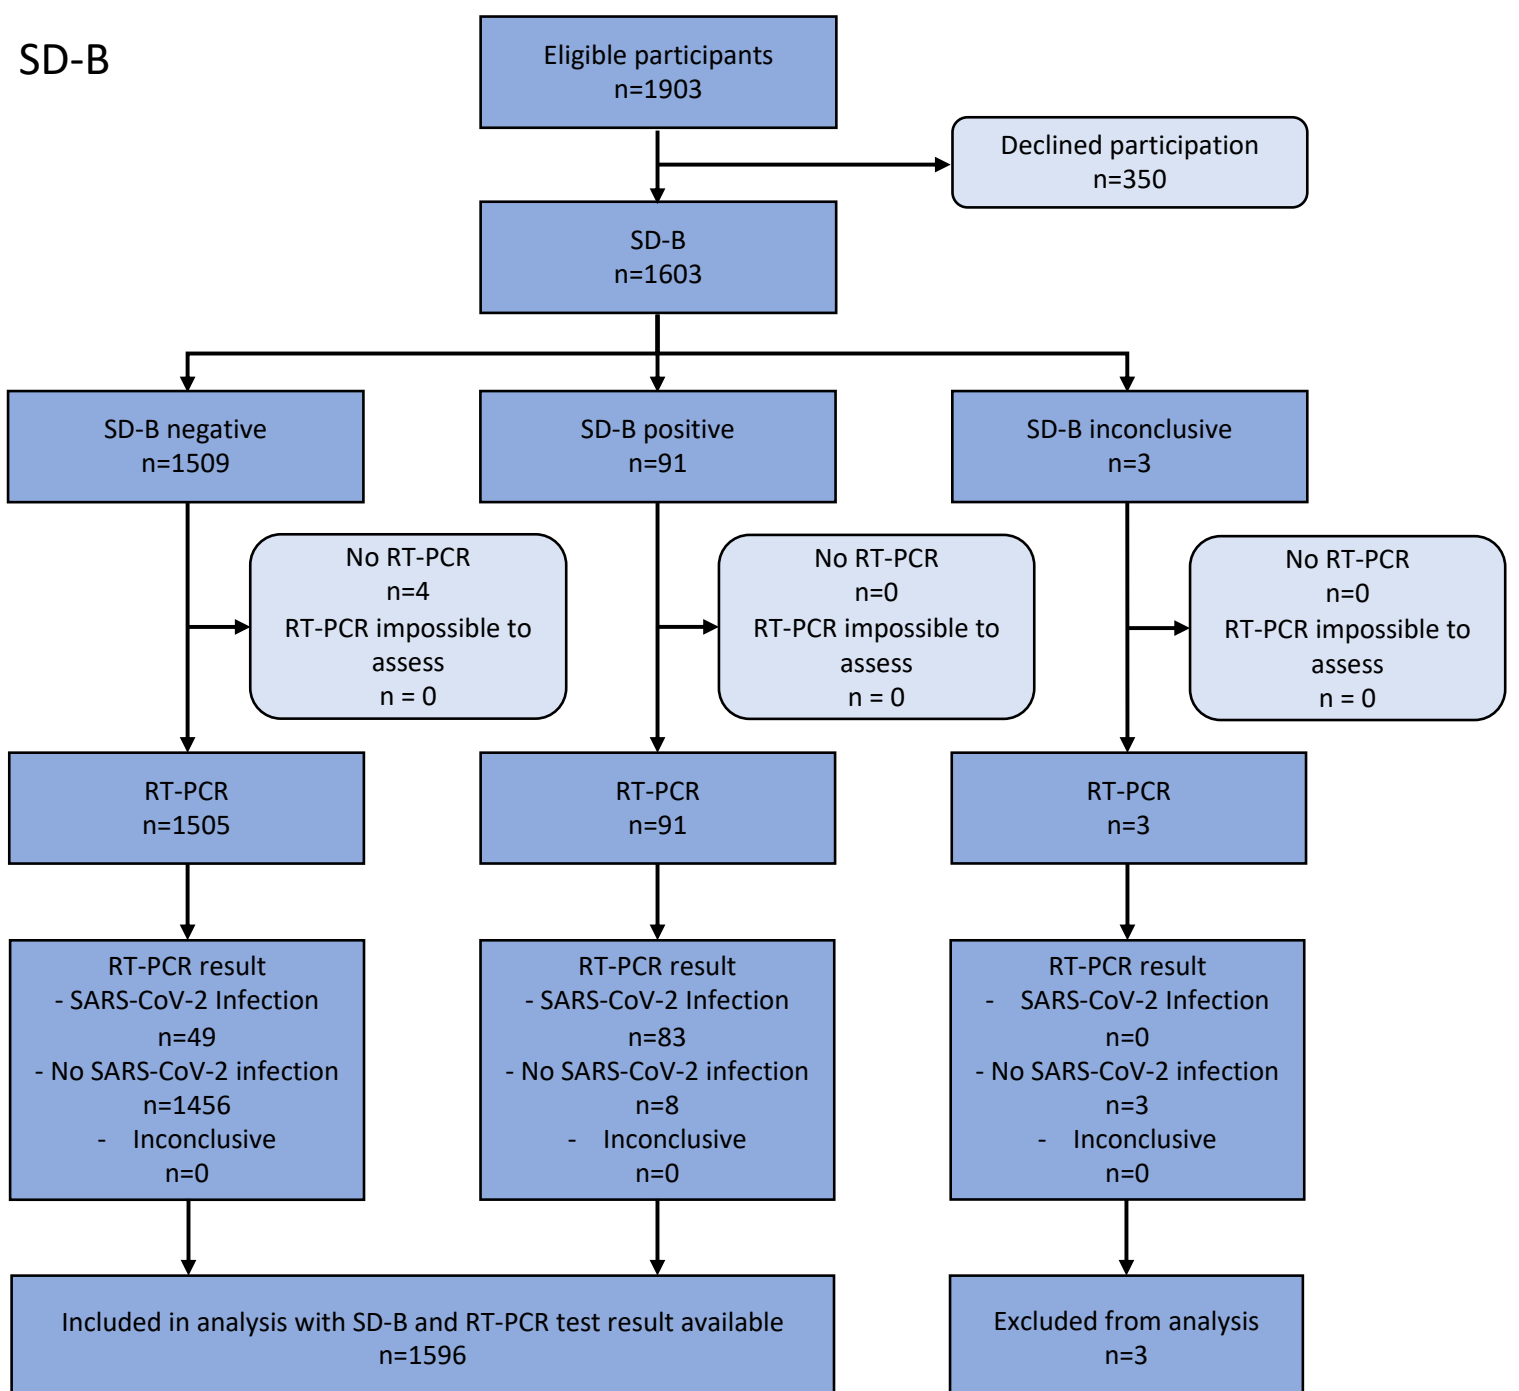 SD-B
Eligible participants
n=1903
Declined participation
n=350
SD-B
n=1603
SD-B negative
n=1509
SD-B positive
n=91
SD-B inconclusive
n=3
No RT-PCR
n=4
RT-PCR impossible to
assess
n = 0
No RT-PCR
n=0
RT-PCR impossible to
assess
n = 0
No RT-PCR
n=0
RT-PCR impossible to
assess
n = 0
RT-PCR
n=1505
RT-PCR
n=91
RT-PCR
n=3
RT-PCR result
- SARS-CoV-2 Infection
n=49
- No SARS-CoV-2 infection
n=1456
- Inconclusive
n=0
RT-PCR result
- SARS-CoV-2 Infection
n=83
- No SARS-CoV-2 infection
n=8
- Inconclusive
n=0
RT-PCR result
- SARS-CoV-2 Infection
n=0
- No SARS-CoV-2 infection
n=3
- Inconclusive
n=0
Included in analysis with SD-B and RT-PCR test result available
n=1596
Excluded from analysis
n=3